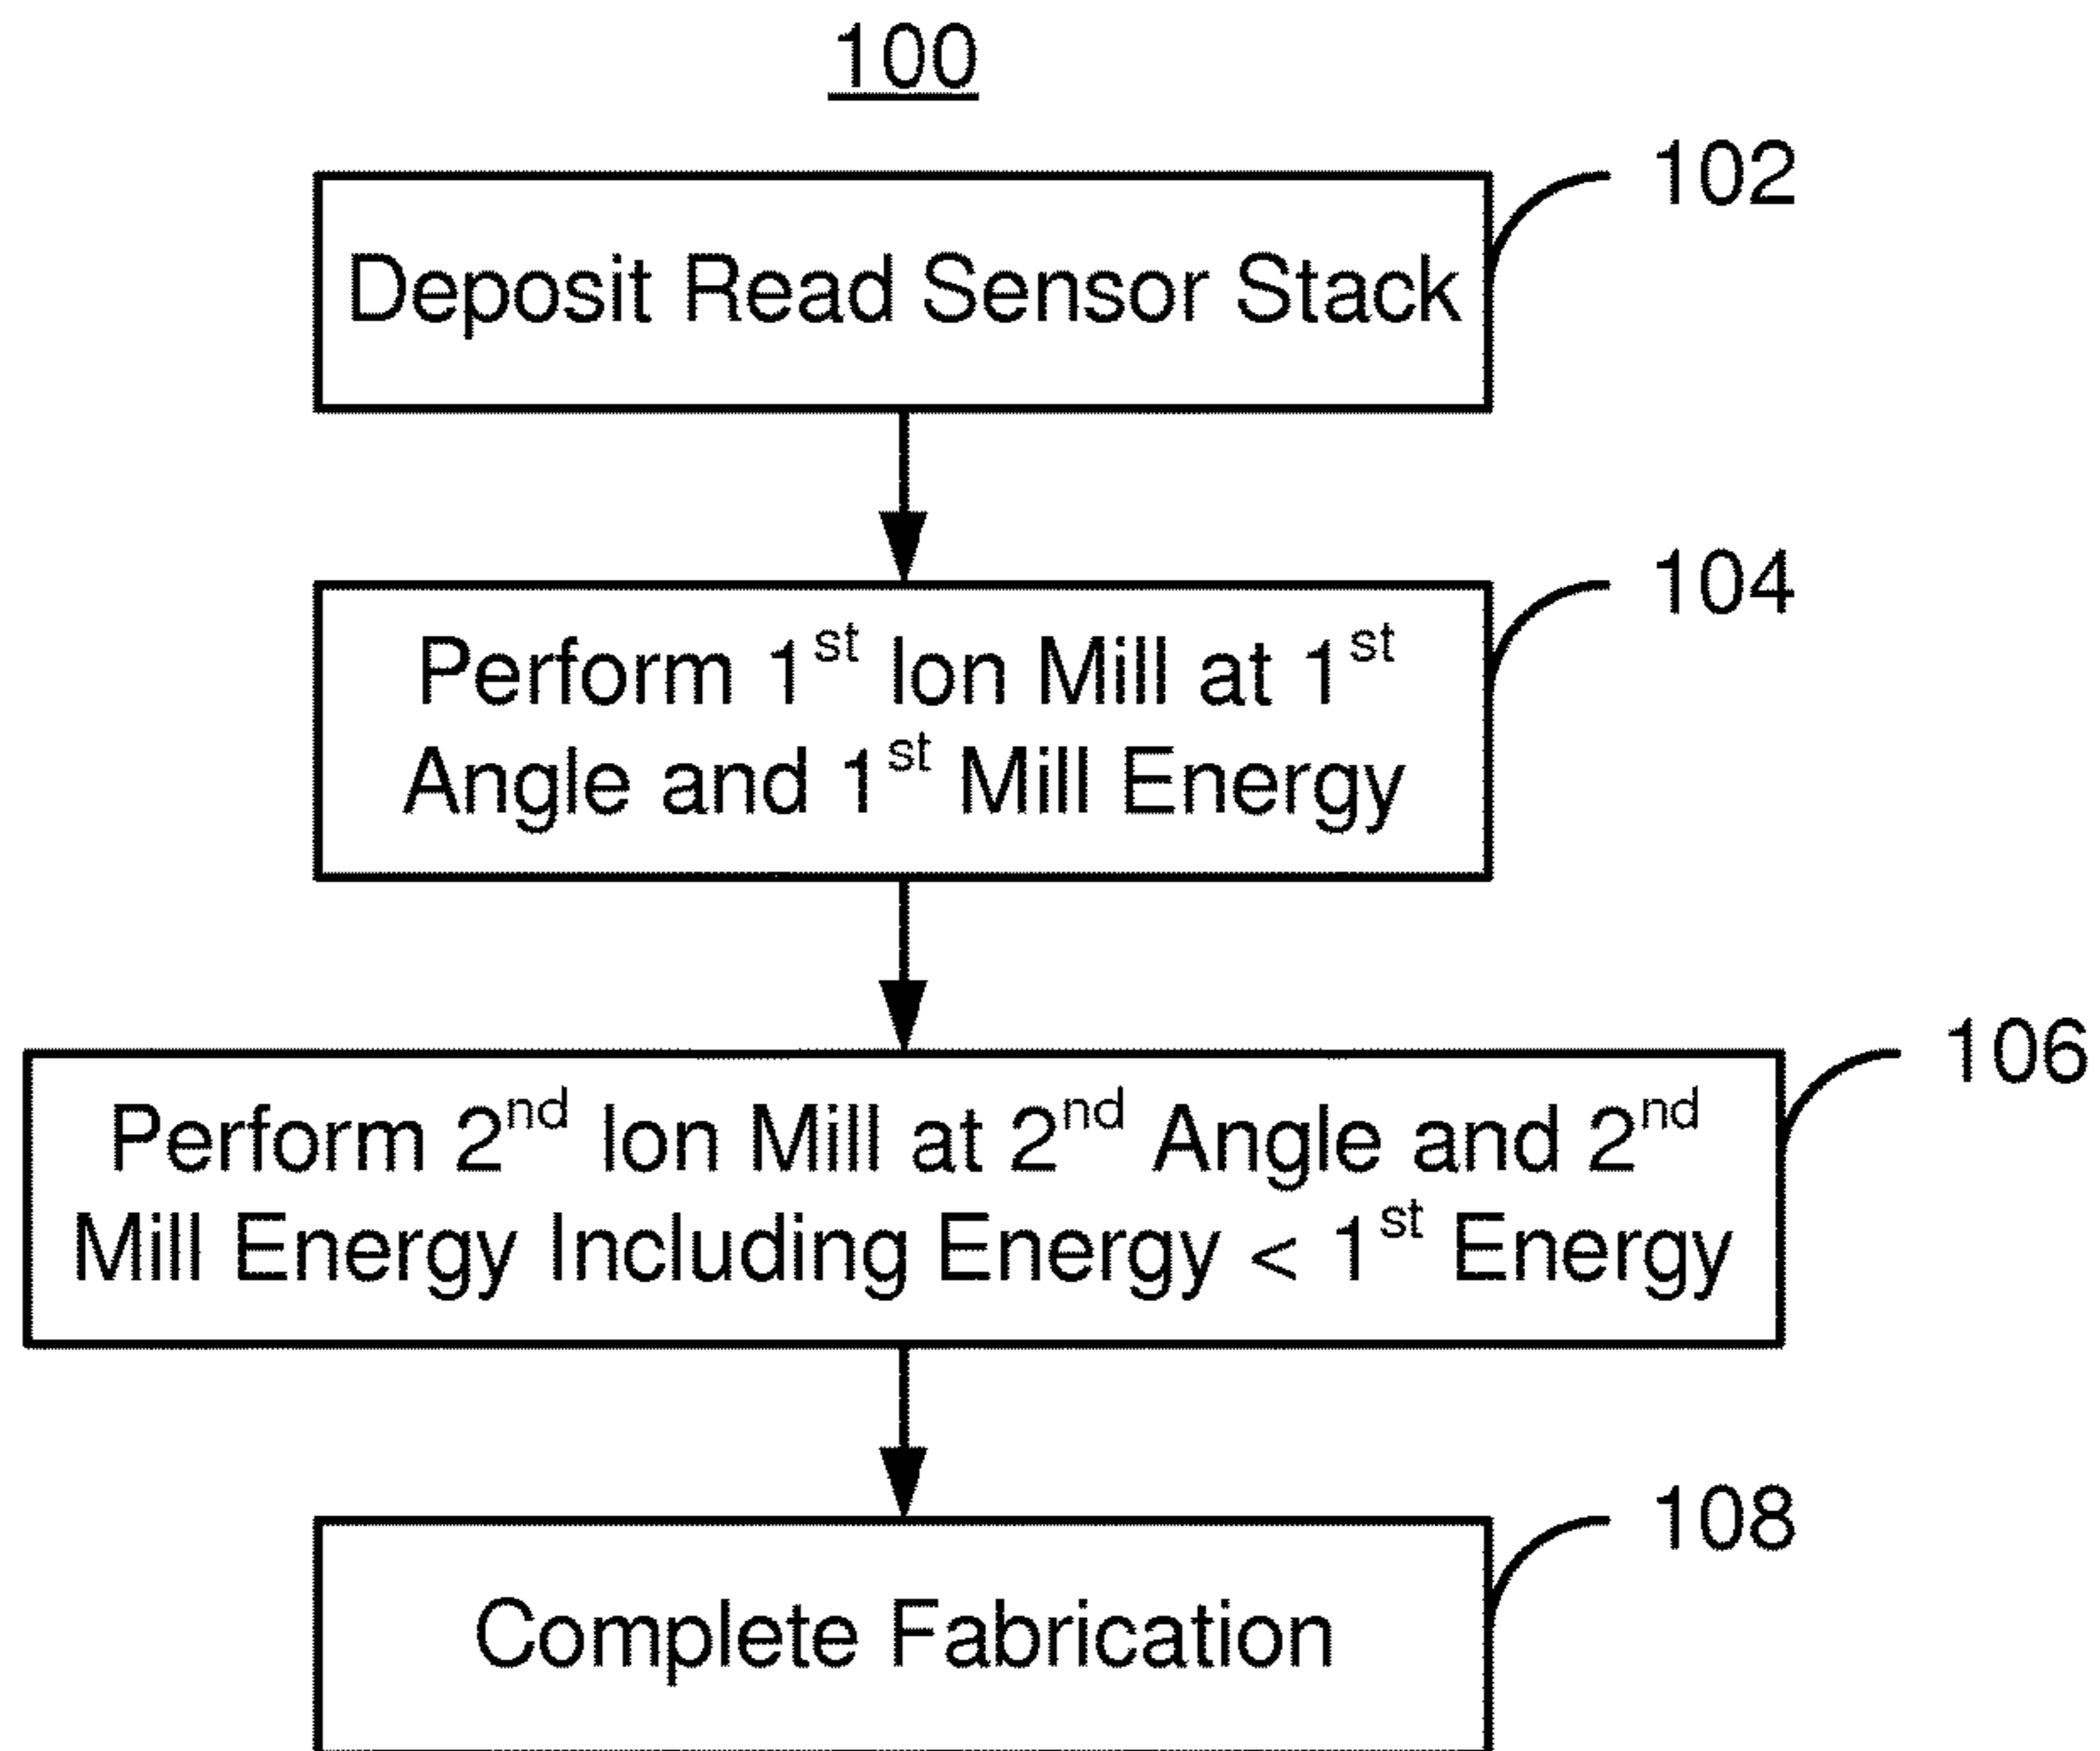 100
102
Deposit Read Sensor Stack
104
Perform 1st Ion Mill at 1st
Angle and 1st Mill Energy
106
Perform 2nd Ion Mill at 2nd Angle and 2nd
Mill Energy Including Energy < 1st Energy
108
Complete Fabrication